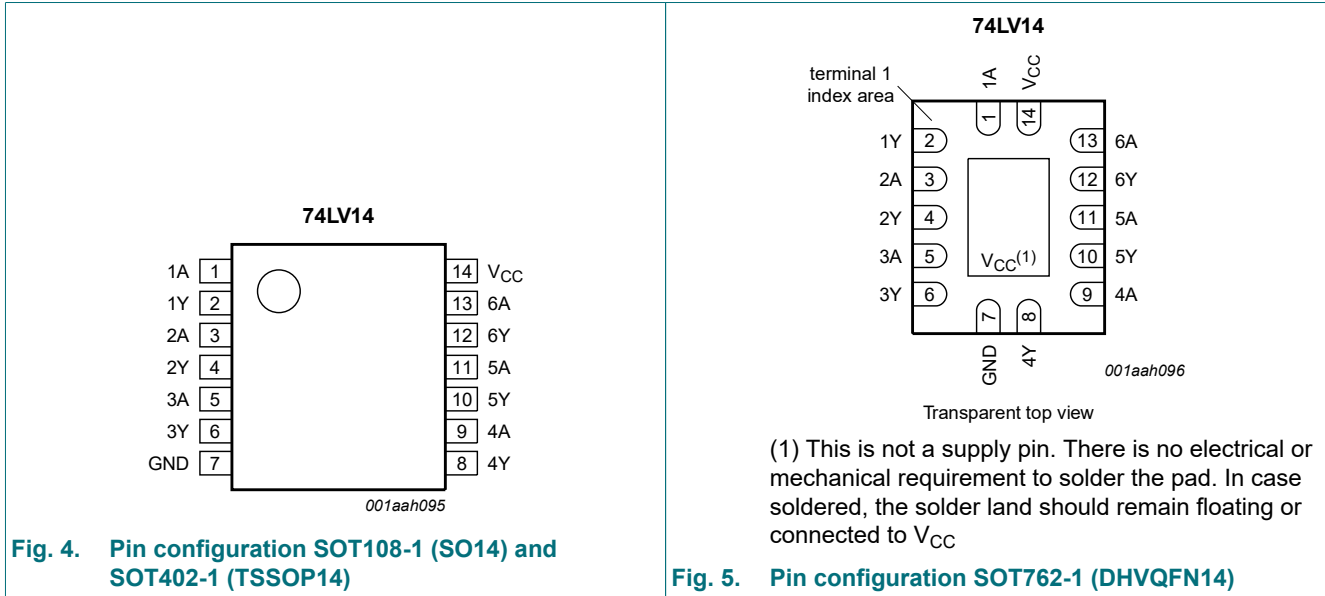 74LV14
1A 1
1Y 2
2A 3
2Y 4
3A 5
3Y 6
GND 7
14 VCC
13 6A
12 6Y
11 5A
10 5Y
9 4A
8 4Y
001aah095
Fig. 4. Pin configuration SOT108-1 (SO14) and
SOT402-1 (TSSOP14)
74LV14
terminal 1
index area
1A
VCC
1
14
1Y 2
2A 3
2Y 4
3A 5
3Y 6
13 6A
12 6Y
11 5A
10 5Y
9 4A
VCC(1)
7
8
GND
4Y
001aah096
Transparent top view
(1) This is not a supply pin. There is no electrical or
mechanical requirement to solder the pad. In case
soldered, the solder land should remain floating or
connected to VCC
Fig. 5. Pin configuration SOT762-1 (DHVQFN14)